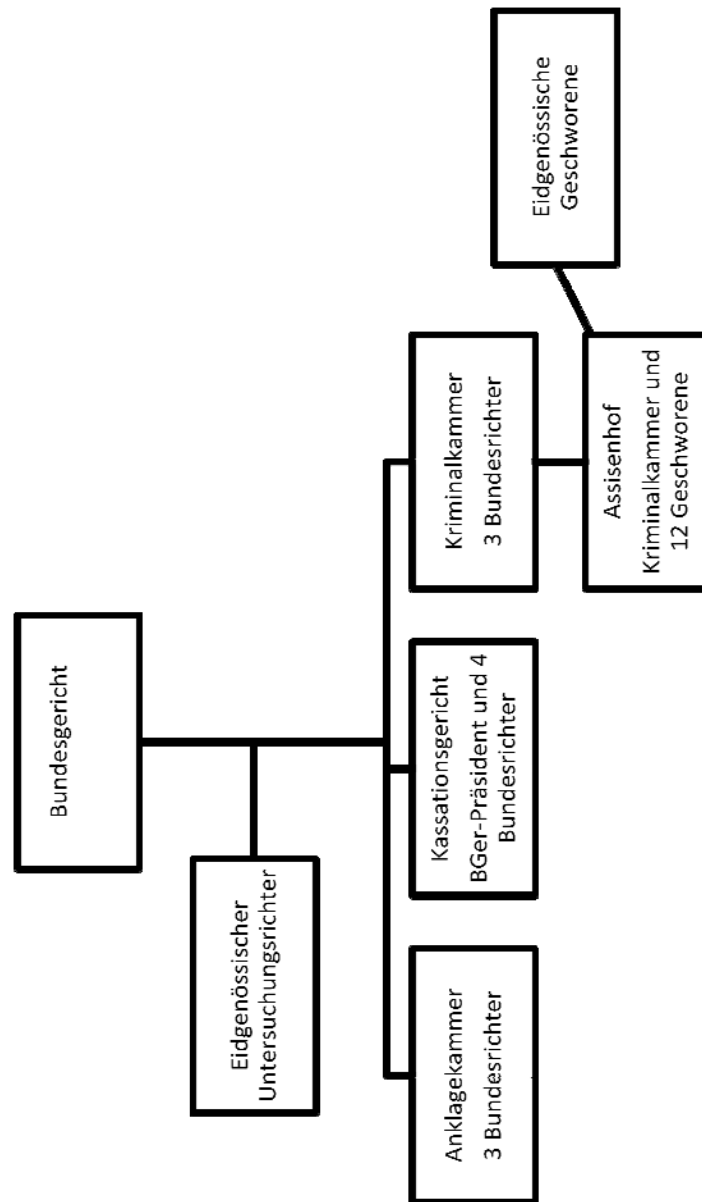 Bundesgericht
Eidgenössischer
Untersuchungsrichter
Anklagekammer
3 Bundesrichter
Kassationsgericht
BGer-Präsident und 4
Bundesrichter
Kriminalkammer
3 Bundesrichter
Assisenhof
Kriminalkammer und
12 Geschworene
Eidgenössische
Geschworene